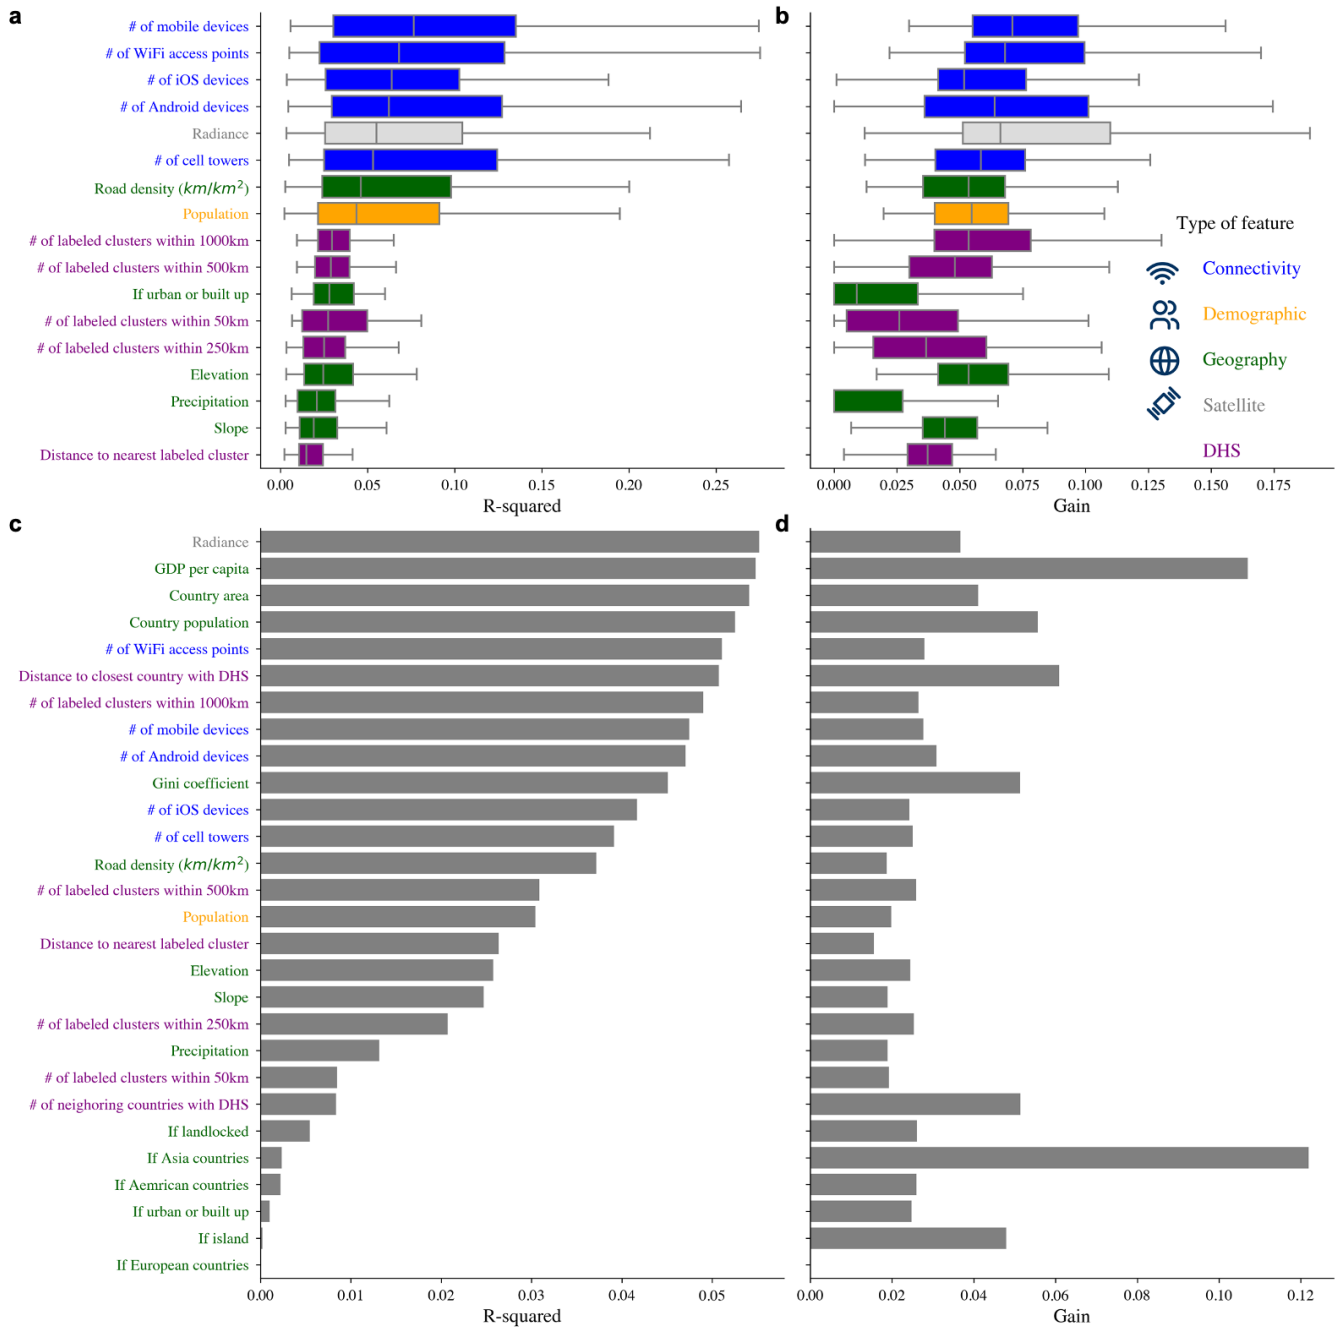 a
# of mobile devices
# of WiFi access points
# of iOS devices
# of Android devices
Radiance
# of cell towers
Road density (km/km²)
Population
# of labeled clusters within 1000km
# of labeled clusters within 500km
If urban or built up
# of labeled clusters within 50km
# of labeled clusters within 250km
Elevation
Precipitation
Slope
Distance to nearest labeled cluster
0.00 0.05 0.10 0.15 0.20 0.25
R-squared
b
Type of feature
Connectivity
Demographic
Geography
Satellite
DHS
0.000 0.025 0.050 0.075 0.100 0.125 0.150 0.175
Gain
c
Radiance
GDP per capita
Country area
Country population
# of WiFi access points
Distance to closest country with DHS
# of labeled clusters within 1000km
# of mobile devices
# of Android devices
Gini coefficient
# of iOS devices
# of cell towers
Road density (km/km²)
# of labeled clusters within 500km
Population
Distance to nearest labeled cluster
Elevation
Slope
# of labeled clusters within 250km
Precipitation
# of labeled clusters within 50km
# of neighoring countries with DHS
If landlocked
If Asia countries
If Aemrican countries
If urban or built up
If island
If European countries
0.00 0.01 0.02 0.03 0.04 0.05
R-squared
d
0.00 0.02 0.04 0.06 0.08 0.10 0.12
Gain